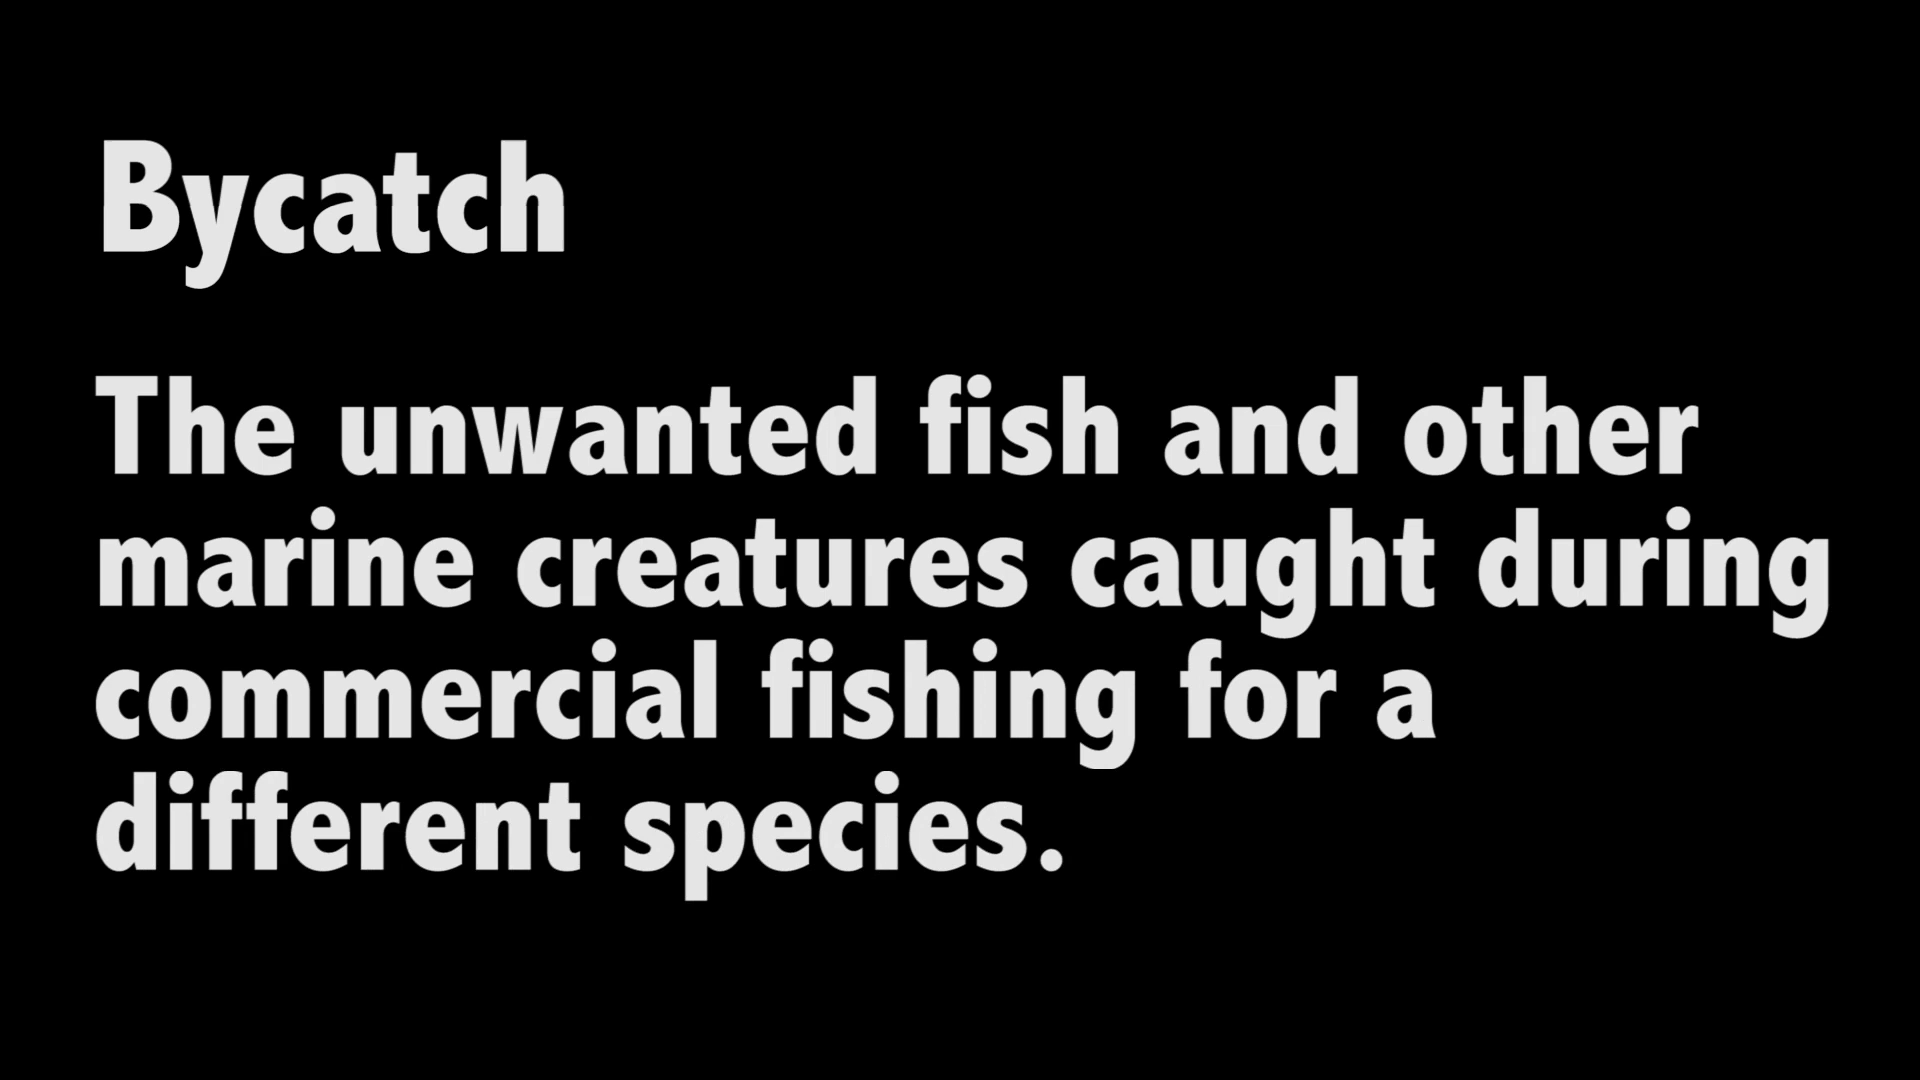 Bycatch
The unwanted fish and other
marine creatures caught during
commercial fishing for a
different species.